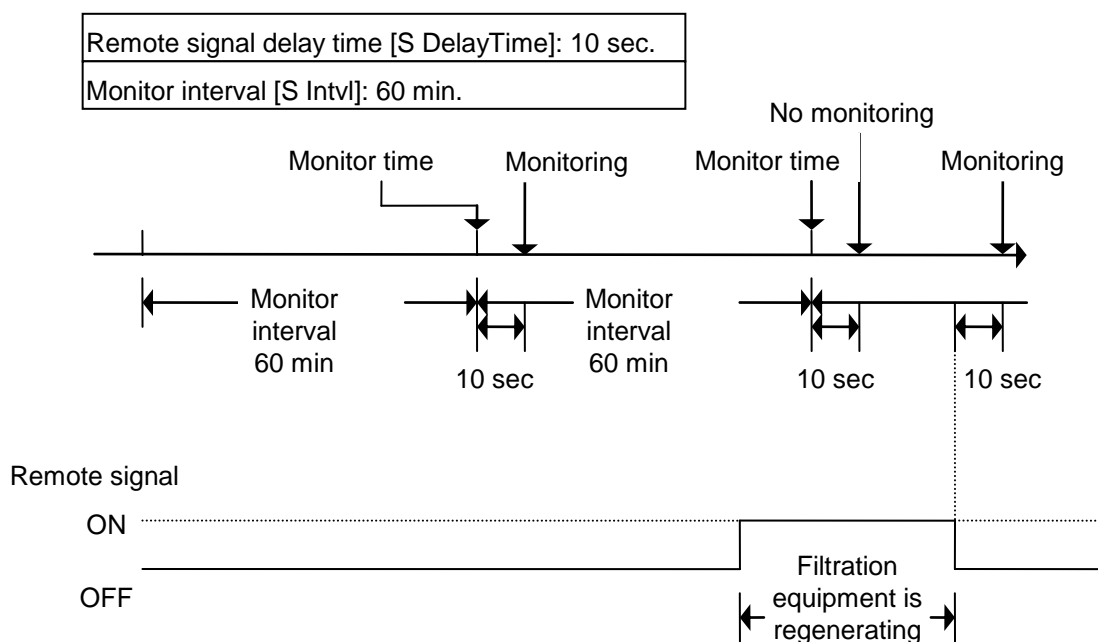 Remote signal delay time [S DelayTime]: 10 sec.
Monitor interval [S Intvl]: 60 min.
No monitoring
Monitor time
Monitoring
Monitor time
Monitoring
Monitor
interval
60 min
10 sec
Monitor
interval
60 min
10 sec
10 sec
Remote signal
ON
OFF
Filtration
equipment is
regenerating